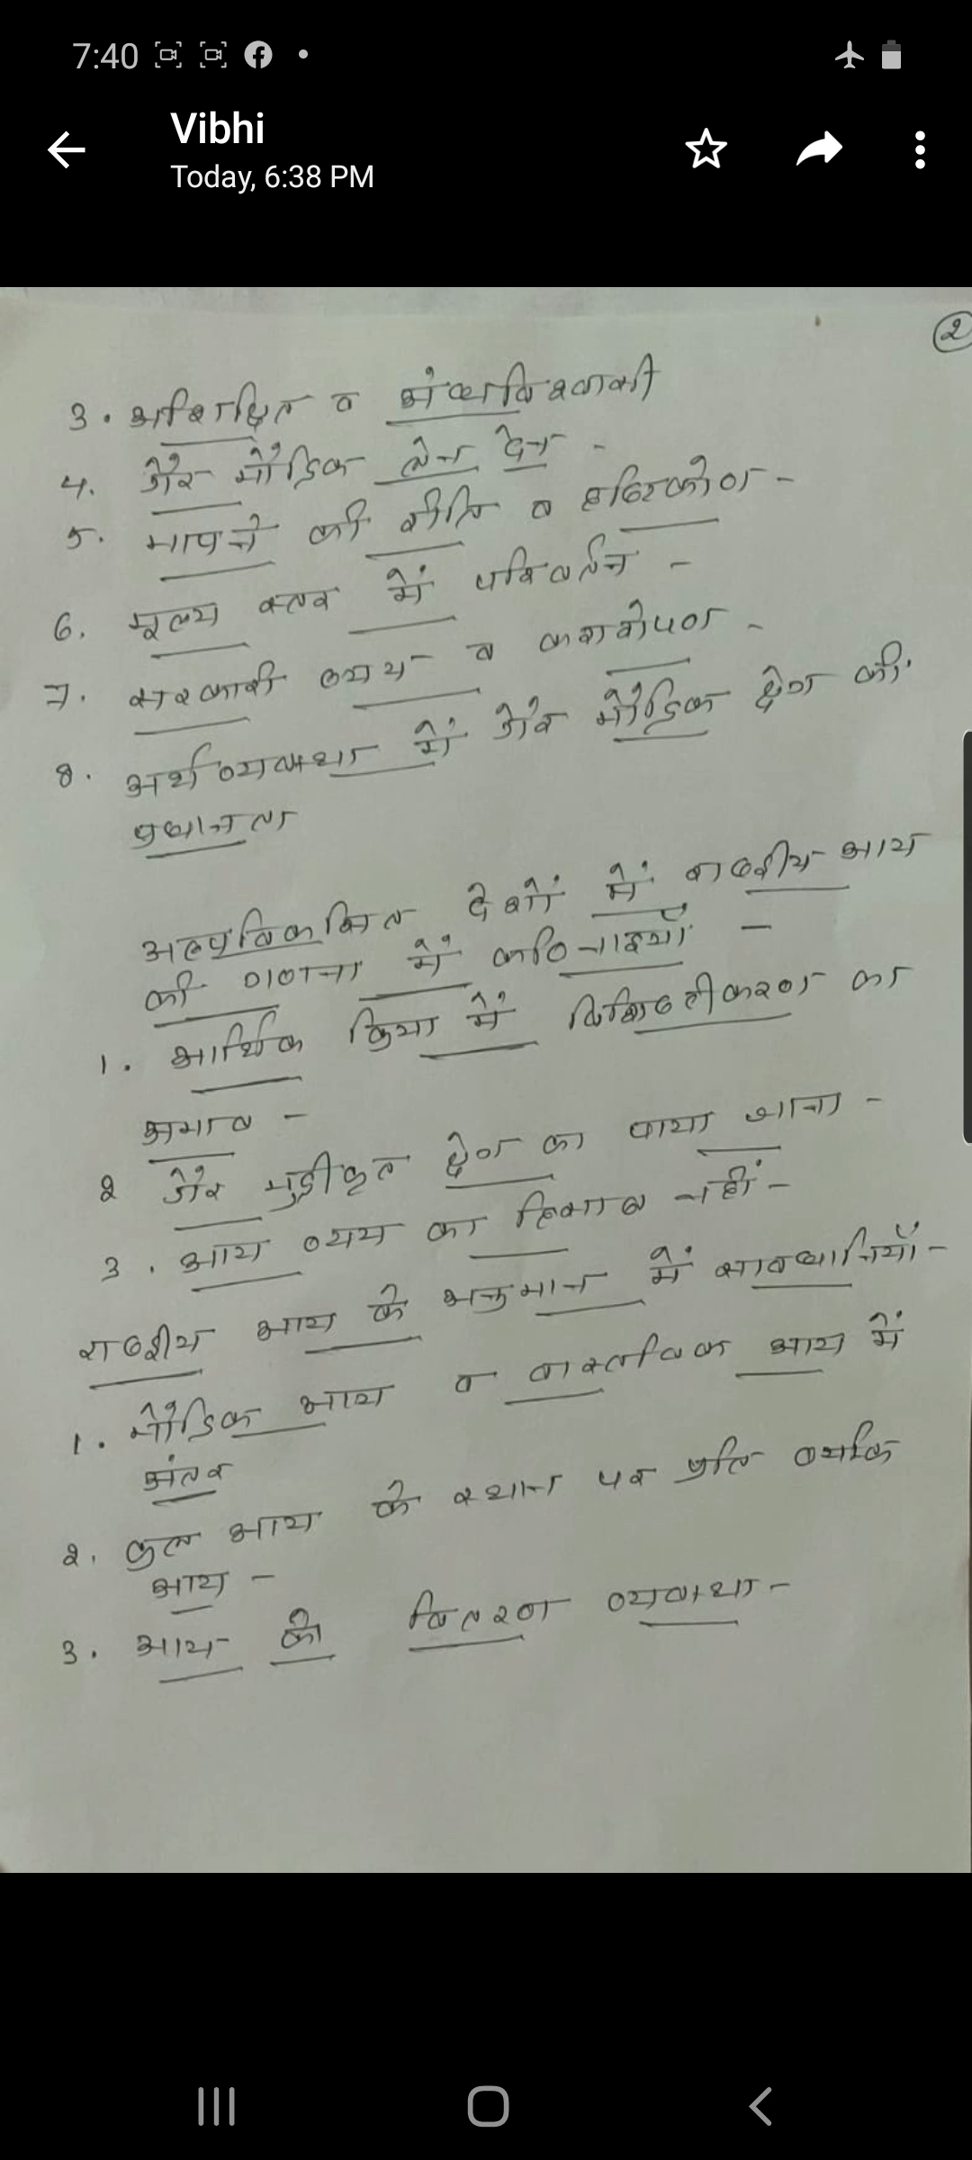 7:40
Vibhi
Today, 6:38 PM
2
3. अशिक्षित व अंधविश्वासी
4. गैर मौद्रिक लेन देन -
5. मापने की रीति व दृष्टिकोण -
6. मूल्य स्तर में परिवर्तन -
7. सरकारी व्यय व करारोपण -
8. अर्थव्यवस्था में गैर मौद्रिक क्षेत्र की
प्रधानता
अल्पविकसित देशों में राष्ट्रीय आय
की गणना में कठिनाइयाँ -
1. आर्थिक क्रिया में विशिष्टीकरण का
अभाव -
2 गैर मुद्रीकृत क्षेत्र का पाया जाना -
3. आय व्यय का हिसाब नहीं -
राष्ट्रीय आय के अनुमान में सावधानियाँ -
1. मौद्रिक आय व वास्तविक आय में
अंतर
2. कुल आय के स्थान पर प्रति व्यक्ति
आय -
3. आय की वितरण व्यवस्था -